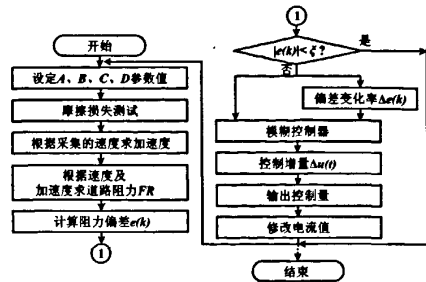 开始
设定A、B、C、D参数值
摩擦损失测试
根据采集的速度求加速度
根据速度及
加速度求道路阻力FR
计算阻力偏差e(k)
1
1
|e(k)|<ξ?
是
否
偏差变化率Δe(k)
模糊控制器
控制增量Δu(t)
输出控制量
修改电流值
结束